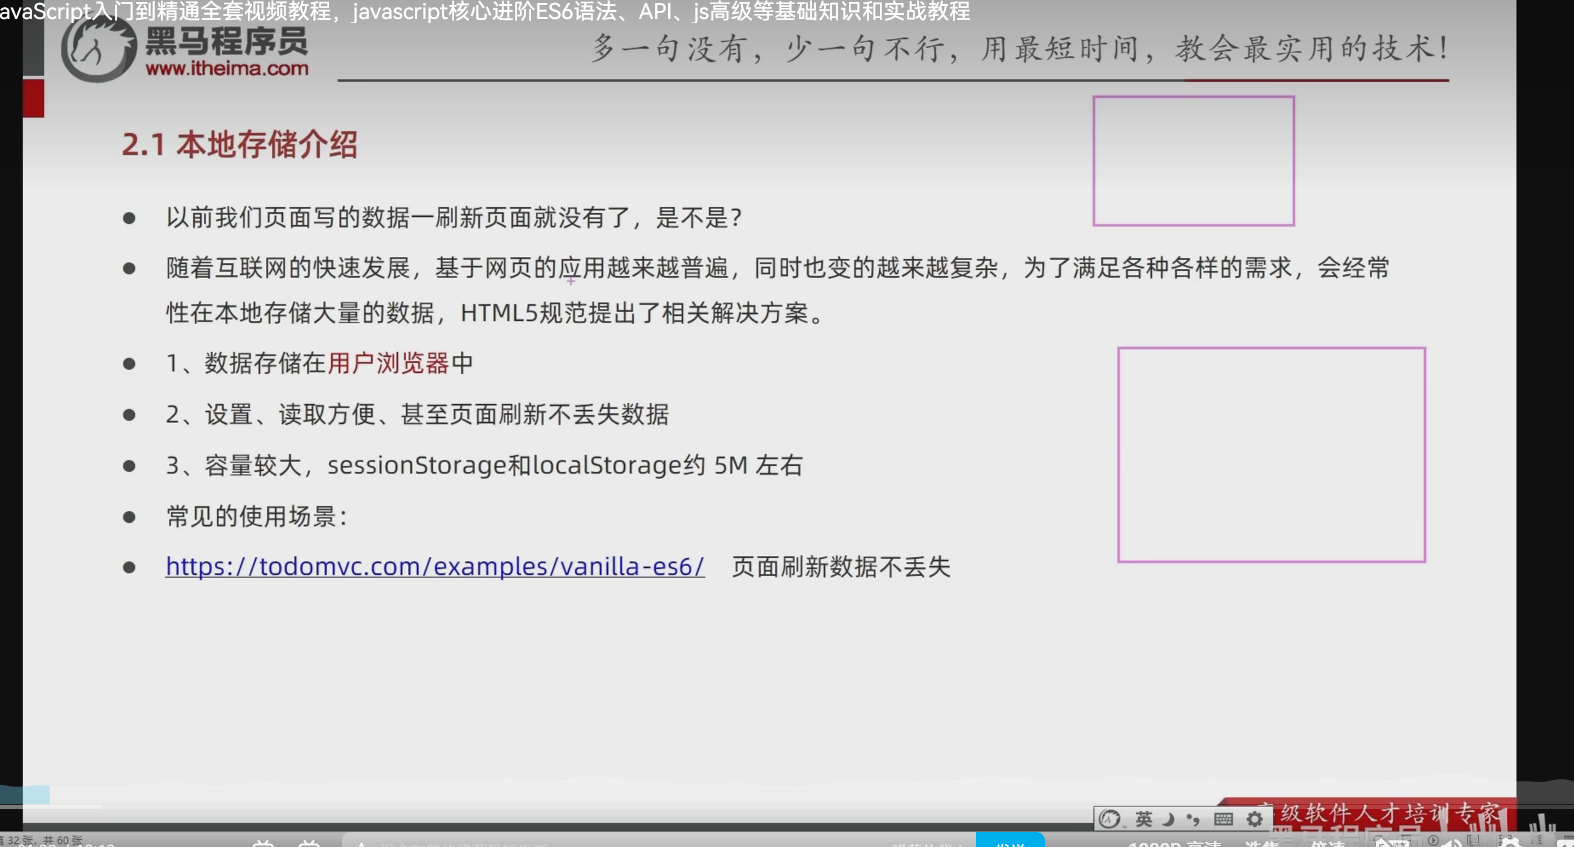 avaScript入门到精通全套视频教程，javascript核心进阶ES6语法、API、js高级等基础知识和实战教程
黑马程序员
www.itheima.com
多一句没有，少一句不行，用最短时间，教会最实用的技术！
2.1 本地存储介绍
● 以前我们页面写的数据一刷新页面就没有了，是不是？
● 随着互联网的快速发展，基于网页的应用越来越普遍，同时也变的越来越复杂，为了满足各种各样的需求，会经常
性在本地存储大量的数据，HTML5规范提出了相关解决方案。
● 1、数据存储在用户浏览器中
● 2、设置、读取方便、甚至页面刷新不丢失数据
● 3、容量较大，sessionStorage和localStorage约 5M 左右
● 常见的使用场景：
● https://todomvc.com/examples/vanilla-es6/ 页面刷新数据不丢失
英
级软件人才培训专家
黑马程序员
32 张，共 60 张
发送
1080P 高清 选集 倍速